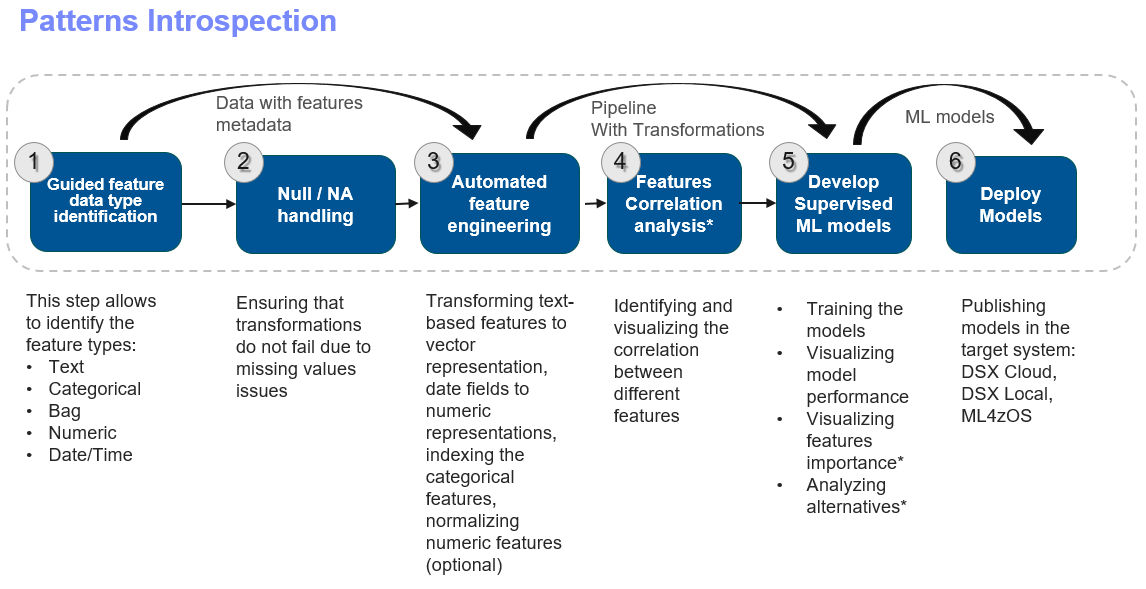 Patterns Introspection
Data with features
metadata
Pipeline
With Transformations
ML models
1
Guided feature
data type
identification
2
Null / NA
handling
3
Automated
feature
engineering
4
Features
Correlation
analysis*
5
Develop
Supervised
ML models
6
Deploy
Models
This step allows
to identify the
feature types:
• Text
• Categorical
• Bag
• Numeric
• Date/Time
Ensuring that
transformations
do not fail due to
missing values
issues
Transforming text-
based features to
vector
representation,
date fields to
numeric
representations,
indexing the
categorical
features,
normalizing
numeric features
(optional)
Identifying and
visualizing the
correlation
between
different
features
• Training the
models
• Visualizing
model
performance
• Visualizing
features
importance*
• Analyzing
alternatives*
Publishing
models in the
target system:
DSX Cloud,
DSX Local,
ML4zOS